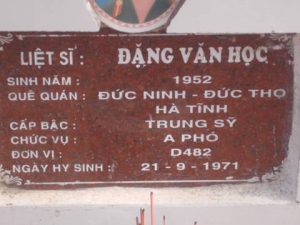 LIỆT SĨ : ĐẶNG VĂN HỌC
SINH NĂM : 1952
QUÊ QUÁN : ĐỨC NINH - ĐỨC THỌ
HÀ TĨNH
CẤP BẬC : TRUNG SỸ
CHỨC VỤ : A PHÓ
ĐƠN VỊ : D482
NGÀY HY SINH : 21 - 9 - 1971